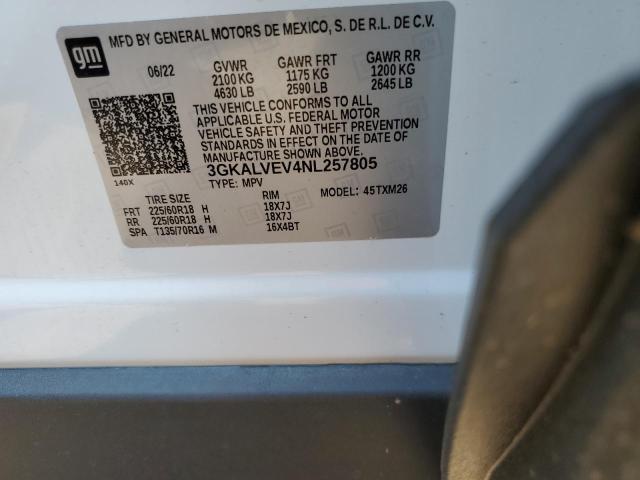 gm
MFD BY GENERAL MOTORS DE MEXICO, S. DE R.L. DE C.V.
06/22 GVWR GAWR FRT GAWR RR
2100 KG 1175 KG 1200 KG
4630 LB 2590 LB 2645 LB
THIS VEHICLE CONFORMS TO ALL
APPLICABLE U.S. FEDERAL MOTOR
VEHICLE SAFETY AND THEFT PREVENTION
STANDARDS IN EFFECT ON THE DATE OF
MANUFACTURE SHOWN ABOVE.
3GKALVEV4NL257805
140X
TYPE: MPV MODEL: 45TXM26
TIRE SIZE RIM
FRT 225/60R18 H 18X7J
RR 225/60R18 H 18X7J
SPA T135/70R16 M 16X4BT